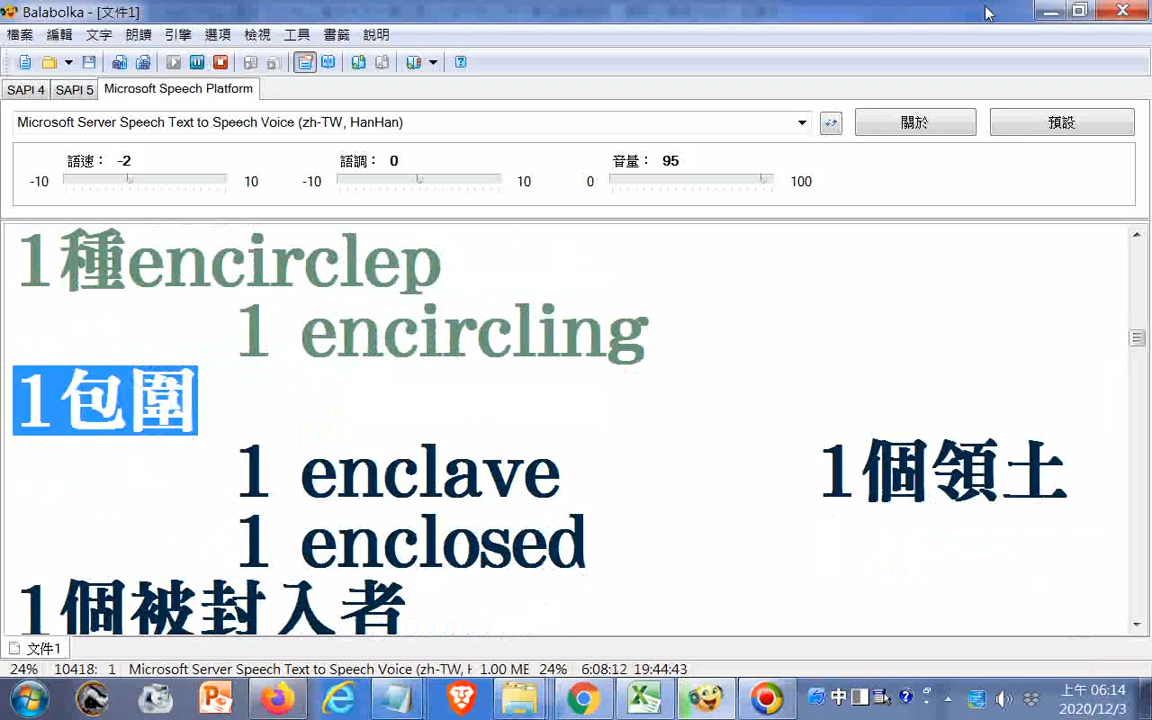 Balabolka - [文件1]
檔案 編輯 文字 朗讀 引擎 選項 檢視 工具 書籤 說明
SAPI 4 SAPI 5 Microsoft Speech Platform
Microsoft Server Speech Text to Speech Voice (zh-TW, HanHan) 關於 預設
語速： -2 語調： 0 音量： 95
-10 10 -10 10 0 100
1種encirclep
1 encircling
1包圍
1 enclave 1個領土
1 enclosed
1個被封入者
文件1
24% 10418: 1 Microsoft Server Speech Text to Speech Voice (zh-TW, H 1.00 ME 24% 6:08:12 19:44:43
中 上午 06:14
2020/12/3